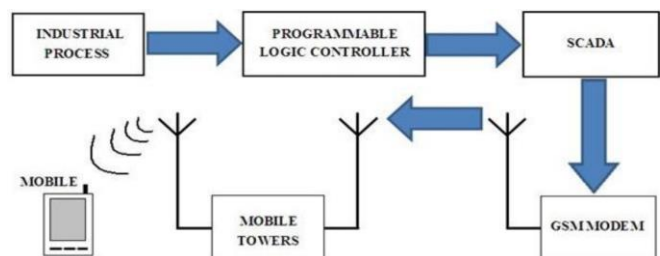 INDUSTRIAL
PROCESS
PROGRAMMABLE
LOGIC CONTROLLER
SCADA
MOBILE
MOBILE
TOWERS
GSM MODEM